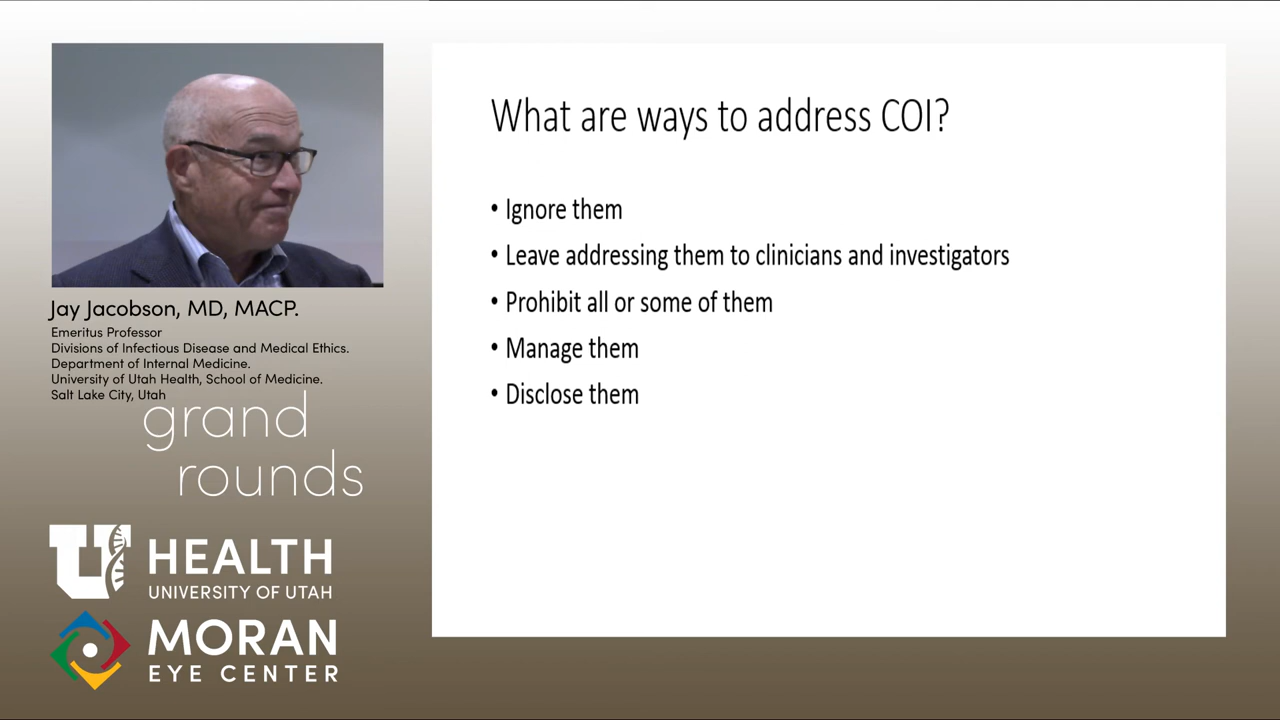 What are ways to address COI?
• Ignore them
• Leave addressing them to clinicians and investigators
• Prohibit all or some of them
• Manage them
• Disclose them
Jay Jacobson, MD, MACP.
Emeritus Professor
Divisions of Infectious Disease and Medical Ethics.
Department of Internal Medicine.
University of Utah Health, School of Medicine.
Salt Lake City, Utah
grand
rounds
U HEALTH
UNIVERSITY OF UTAH
MORAN
EYE CENTER